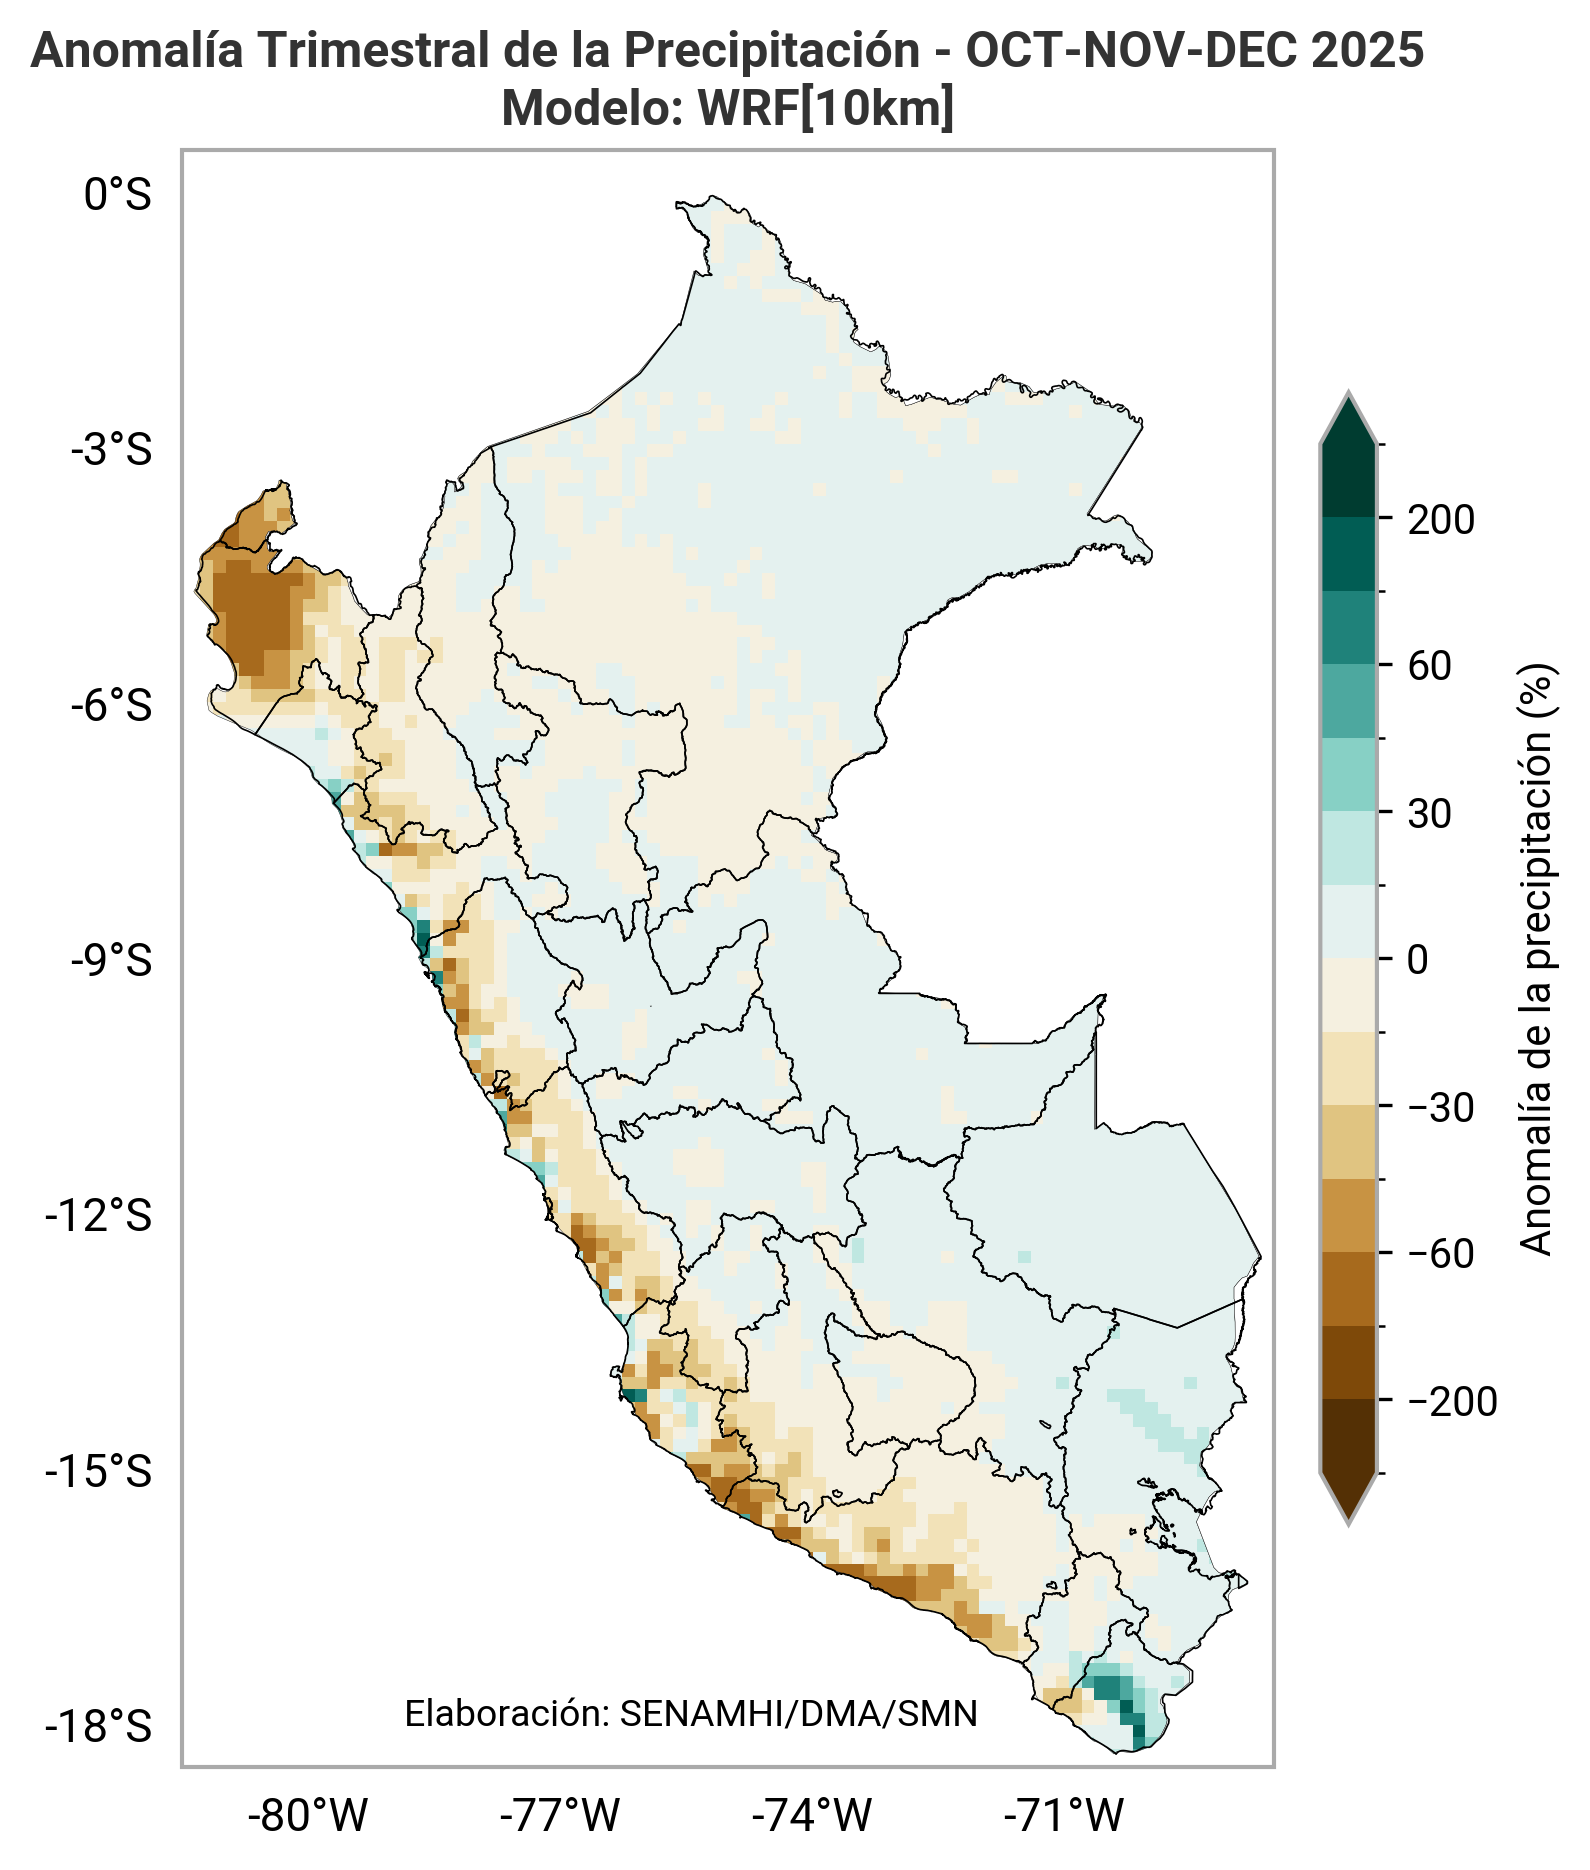 Anomalía Trimestral de la Precipitación - OCT-NOV-DEC 2025
Modelo: WRF[10km]
0°S
-3°S
-6°S
-9°S
-12°S
-15°S
-18°S
-80°W
-77°W
-74°W
-71°W
Elaboración: SENAMHI/DMA/SMN
200
60
30
0
−30
−60
−200
Anomalía de la precipitación (%)